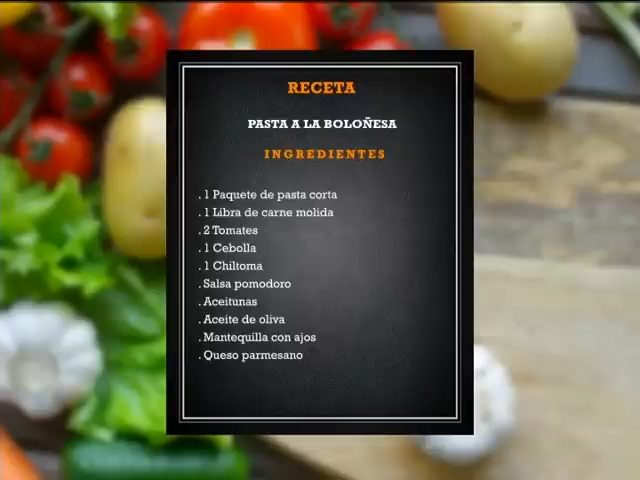 RECETA
PASTA A LA BOLOÑESA
INGREDIENTES
. 1 Paquete de pasta corta
. 1 Libra de carne molida
. 2 Tomates
. 1 Cebolla
. 1 Chiltoma
. Salsa pomodoro
. Aceitunas
. Aceite de oliva
. Mantequilla con ajos
. Queso parmesano